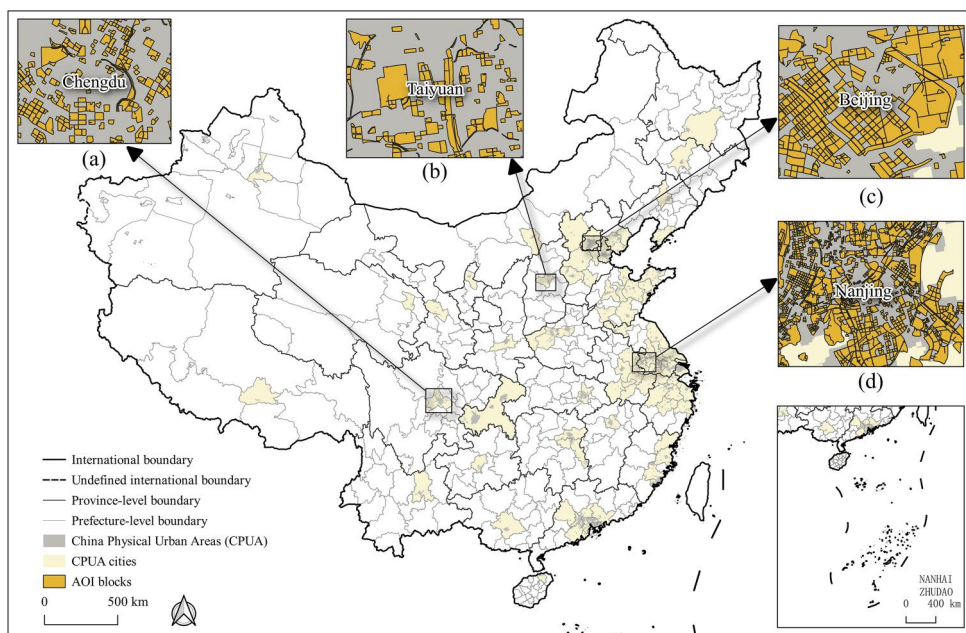 Chengdu
(a)
Taiyuan
(b)
Beijing
(c)
Nanjing
(d)
International boundary
Undefined international boundary
Province-level boundary
Prefecture-level boundary
China Physical Urban Areas (CPUA)
CPUA cities
AOI blocks
0 500 km
NANHAI
ZHUDAO
0 400 km